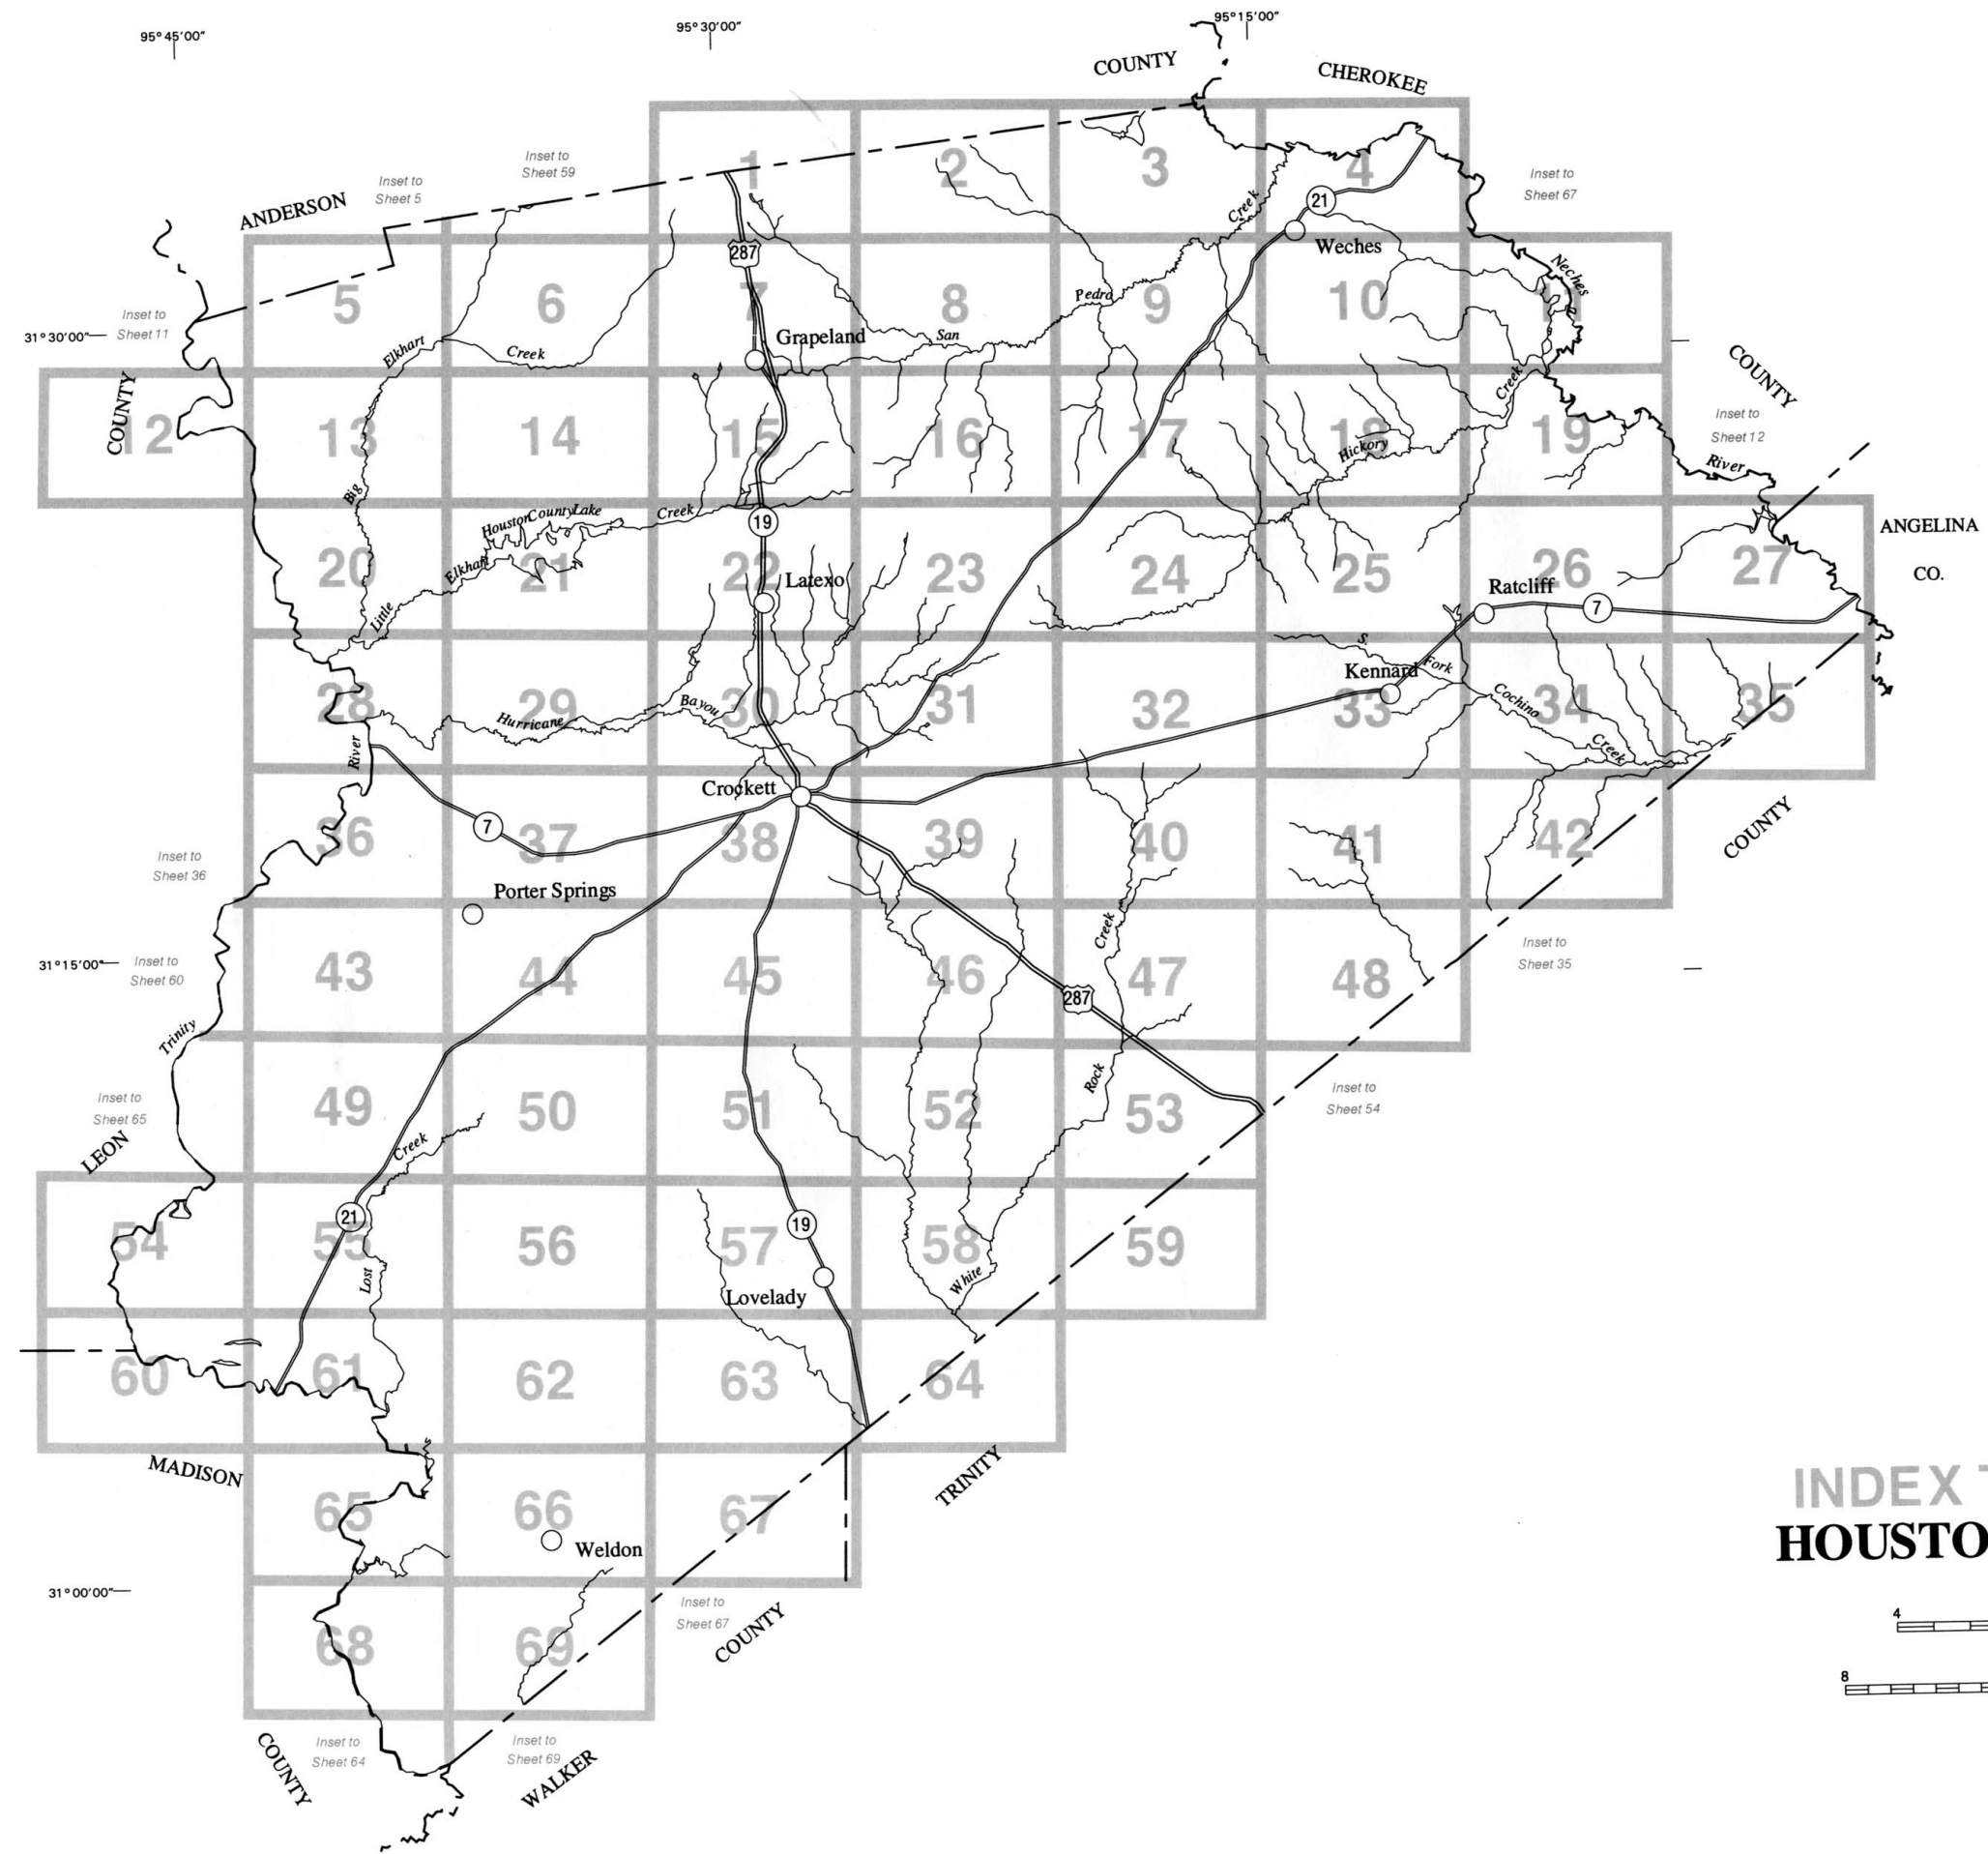 95°45'00"
95°30'00"
95°15'00"
COUNTY
CHEROKEE
Inset to
Sheet 59
Inset to
Sheet 5
ANDERSON
1
2
3
4
Creek
21
Weches
Inset to
Sheet 67
287
5
6
7
8
9
10
11
Neches
Pedro
San
Grapeland
Elkhart
Creek
Inset to
Sheet 11
31°30'00"
COUNTY
COUNTY
12
13
14
15
16
17
18
19
Creek
Hickory
Inset to
Sheet 12
River
Big
Houston County Lake
Creek
19
Elkhart
Little
20
21
22
23
24
25
26
27
Latexo
Ratcliff
7
ANGELINA
CO.
S.
Fork
Kennard
Cochino
Creek
28
29
30
31
32
33
34
35
Hurricane
Bayou
River
Crockett
7
36
37
38
39
40
41
42
COUNTY
Inset to
Sheet 36
Porter Springs
Creek
Inset to
Sheet 35
31°15'00"
Inset to
Sheet 60
43
44
45
46
47
48
287
Trinity
Rock
Inset to
Sheet 54
Inset to
Sheet 65
LEON
49
50
51
52
53
Creek
21
19
54
55
56
57
58
59
Lost
White
Lovelady
60
61
62
63
64
MADISON
TRINITY
65
66
67
Weldon
INDEX
HOUSTO
31°00'00"
Inset to
Sheet 67
COUNTY
68
69
4
8
COUNTY
Inset to
Sheet 64
Inset to
Sheet 69
WALKER